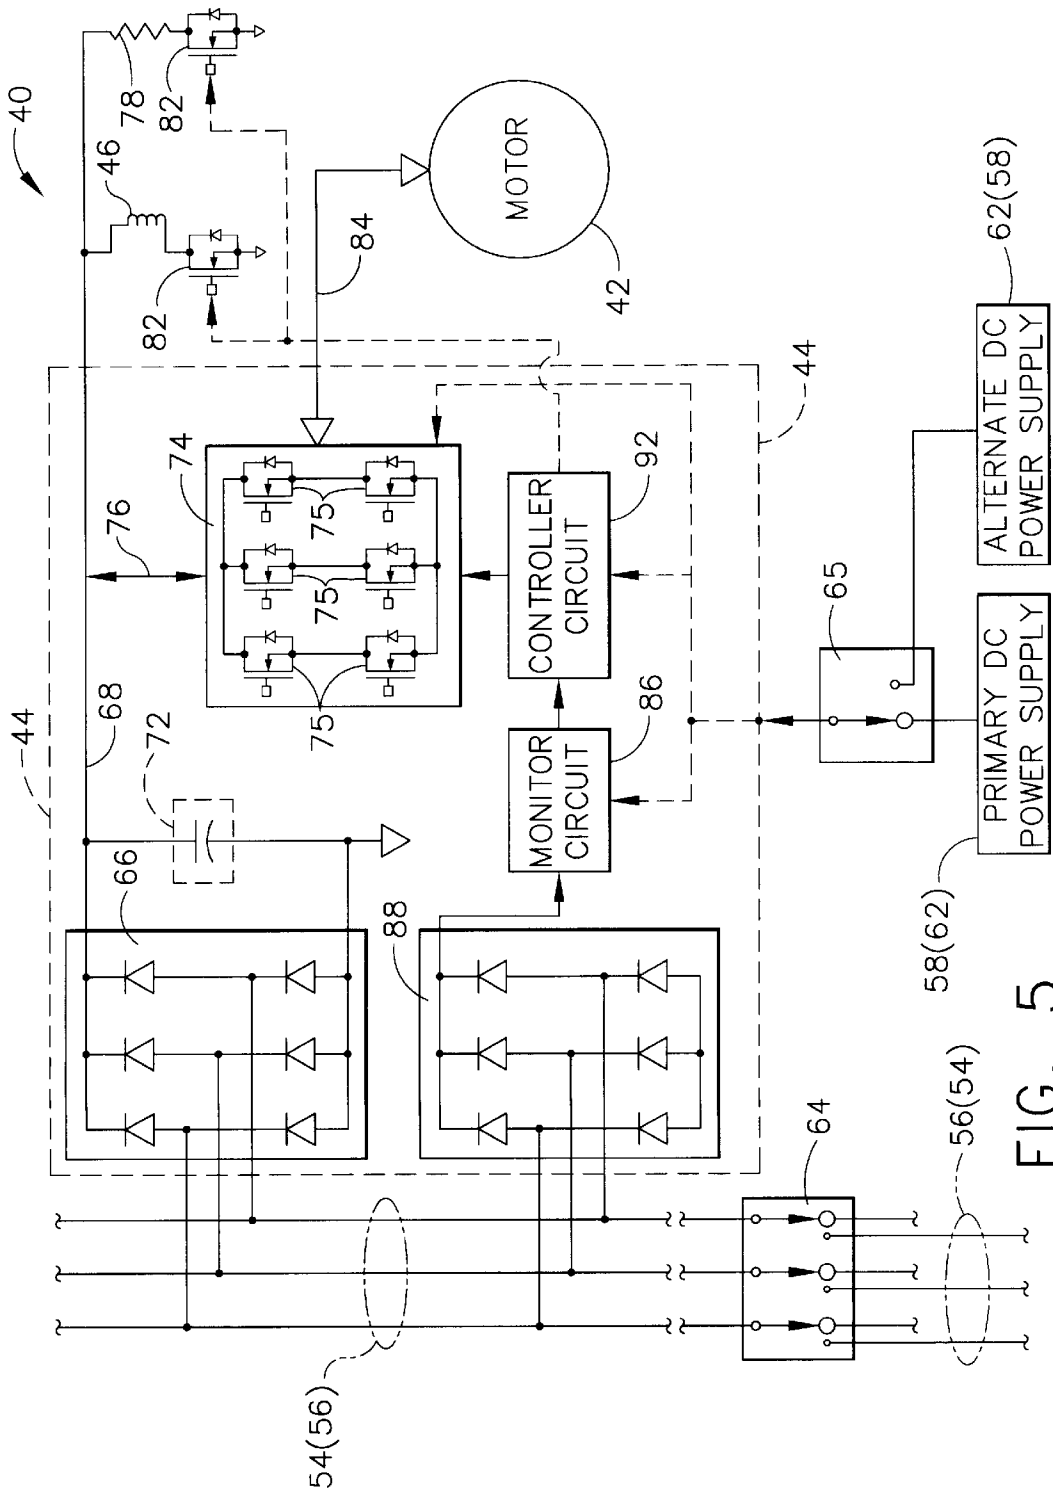 40
44
68
72
76
46
78
66
82
82
74
88
54(56)
75
75
75
84
MOTOR
MONITOR
CIRCUIT
CONTROLLER
CIRCUIT
42
86
92
44
64
65
58(62)
56(54)
PRIMARY DC
POWER SUPPLY
ALTERNATE DC
POWER SUPPLY
62(58)
FIG. 5